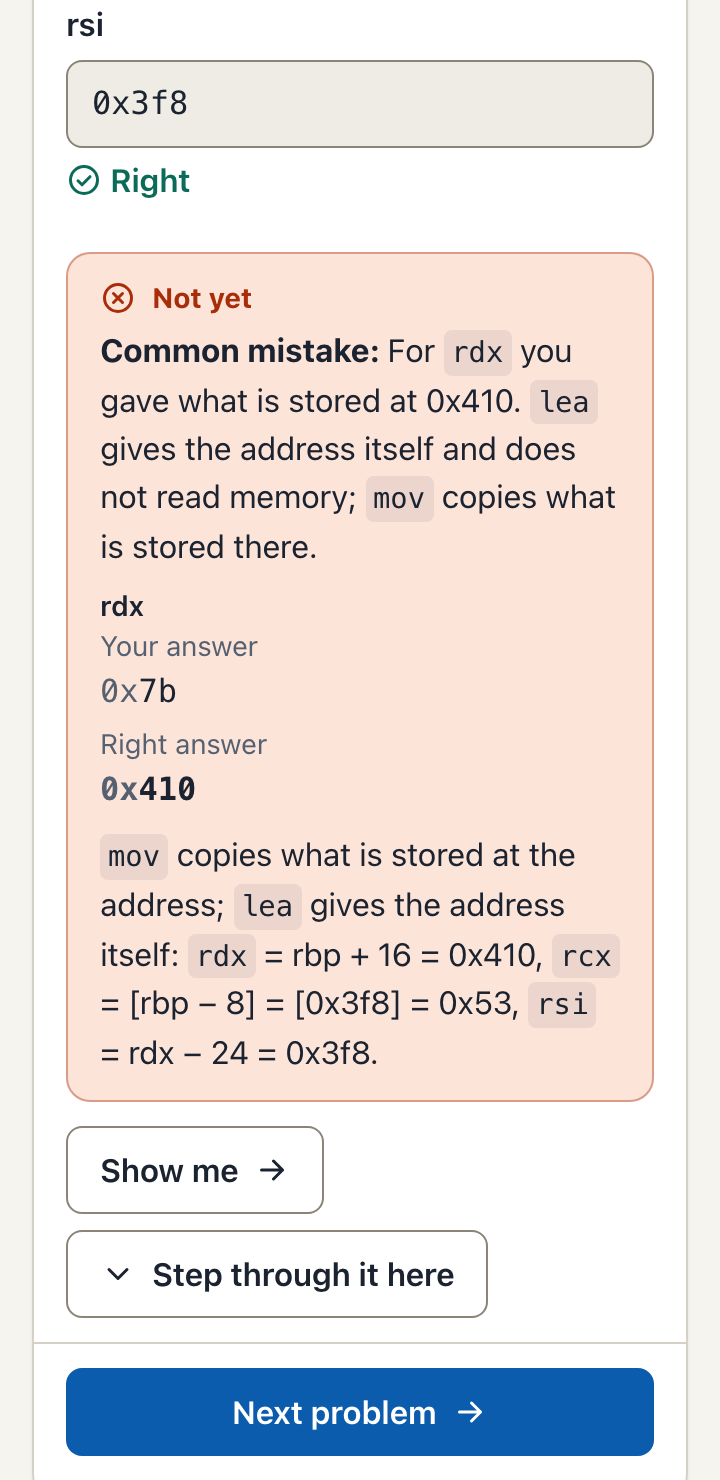 rsi
0x3f8
Right
Not yet
Common mistake: For rdx you
gave what is stored at 0x410. lea
gives the address itself and does
not read memory; mov copies what
is stored there.
rdx
Your answer
0x7b
Right answer
0x410
mov copies what is stored at the
address; lea gives the address
itself: rdx = rbp + 16 = 0x410, rcx
= [rbp − 8] = [0x3f8] = 0x53, rsi
= rdx − 24 = 0x3f8.
Show me →
Step through it here
Next problem →